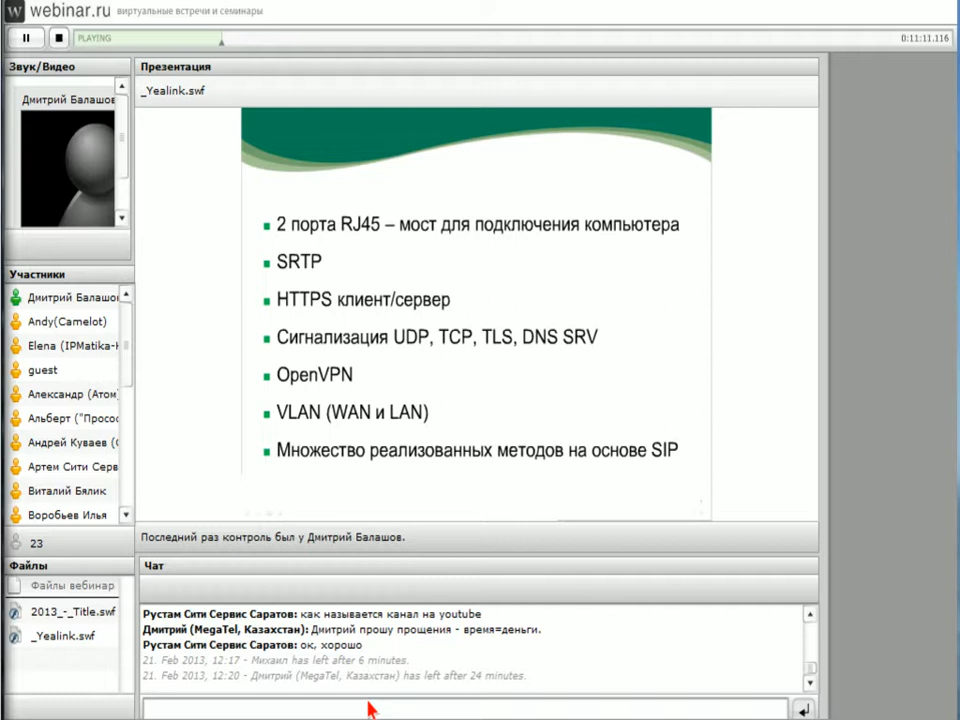 w webinar.ru виртуальные встречи и семинары
PLAYING 0:11:11.116
Звук/Видео
Дмитрий Балашов
Участники
Дмитрий Балашо
Andy(Camelot)
Elena (IPMatika-
guest
Александр (Атом
Альберт ("Просо
Андрей Куваев (
Артем Сити Серв
Виталий Бялик
Воробьев Илья
23
Файлы
Файлы вебинар
2013_-_Title.swf
_Yealink.swf
Презентация
_Yealink.swf
2 порта RJ45 – мост для подключения компьютера
SRTP
HTTPS клиент/сервер
Сигнализация UDP, TCP, TLS, DNS SRV
OpenVPN
VLAN (WAN и LAN)
Множество реализованных методов на основе SIP
Последний раз контроль был у Дмитрий Балашов.
Чат
Рустам Сити Сервис Саратов: как называется канал на youtube
Дмитрий (MegaTel, Казахстан): Дмитрий прошу прощения - время=деньги.
Рустам Сити Сервис Саратов: ок, хорошо
21. Feb 2013, 12:17 - Михаил has left after 6 minutes.
21. Feb 2013, 12:20 - Дмитрий (MegaTel, Казахстан) has left after 24 minutes.